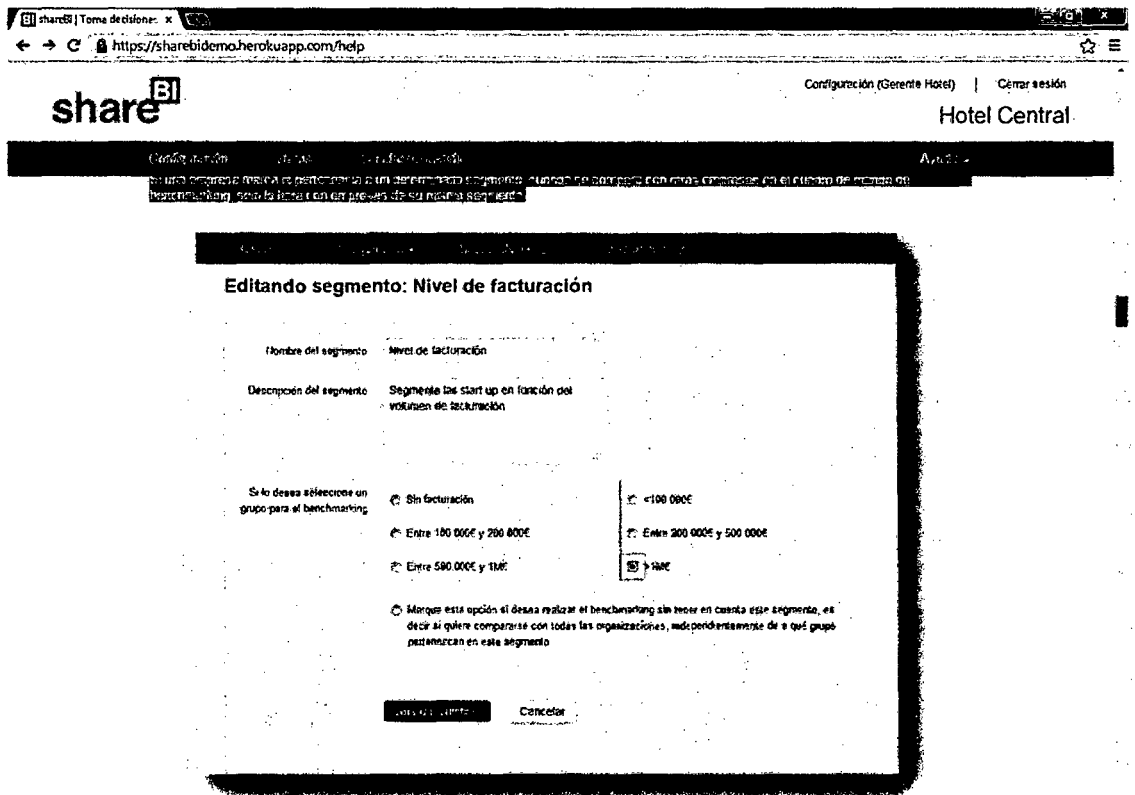 shareBI | Toma decisiones x
https://sharebidemo.herokuapp.com/help
Configuración (Gerente Hotel) | Cerrar sesión
share BI
Hotel Central
Configuración
Ayuda
Editando segmento: Nivel de facturación
Nombre del segmento Nivel de facturación
Descripción del segmento Segmenta las start up en función del
volumen de facturación
Si lo desea seleccione un
grupo para el benchmarking
Sin facturación <100 000€
Entre 100 000€ y 200 000€ Entre 200 000€ y 500 000€
Entre 500.000€ y 1M€ >1M€
Marque esta opción si desea realizar el benchmarking sin tener en cuenta este segmento, es
decir si quiere compararse con todas las organizaciones, independientemente de a qué grupo
pertenezcan en este segmento
Cancelar